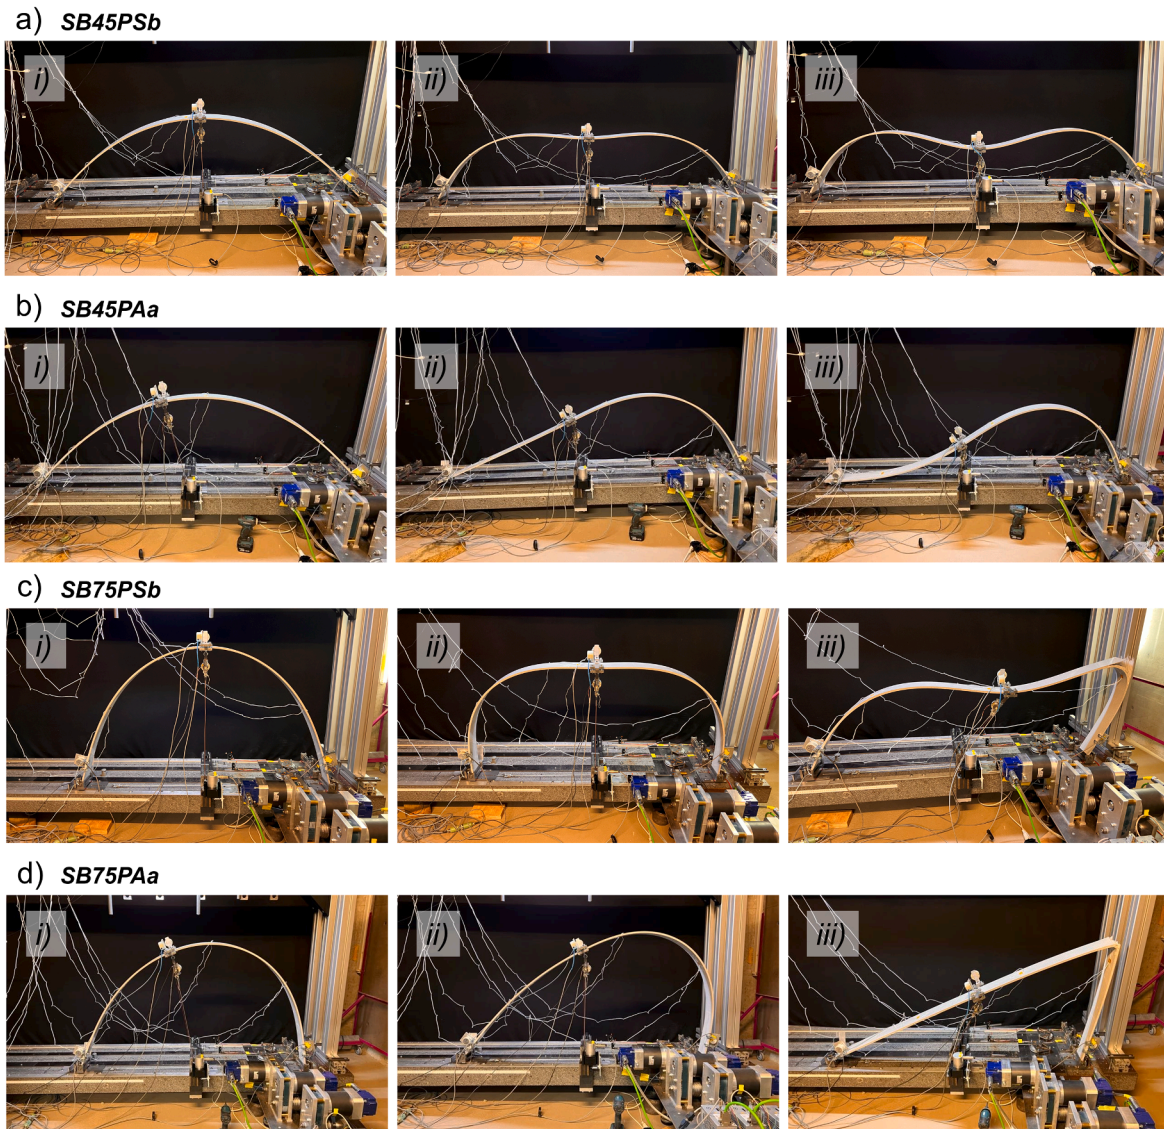 a) SB45PSb
i) ii) iii)
b) SB45PAa
i) ii) iii)
c) SB75PSb
i) ii) iii)
d) SB75PAa
i) ii) iii)